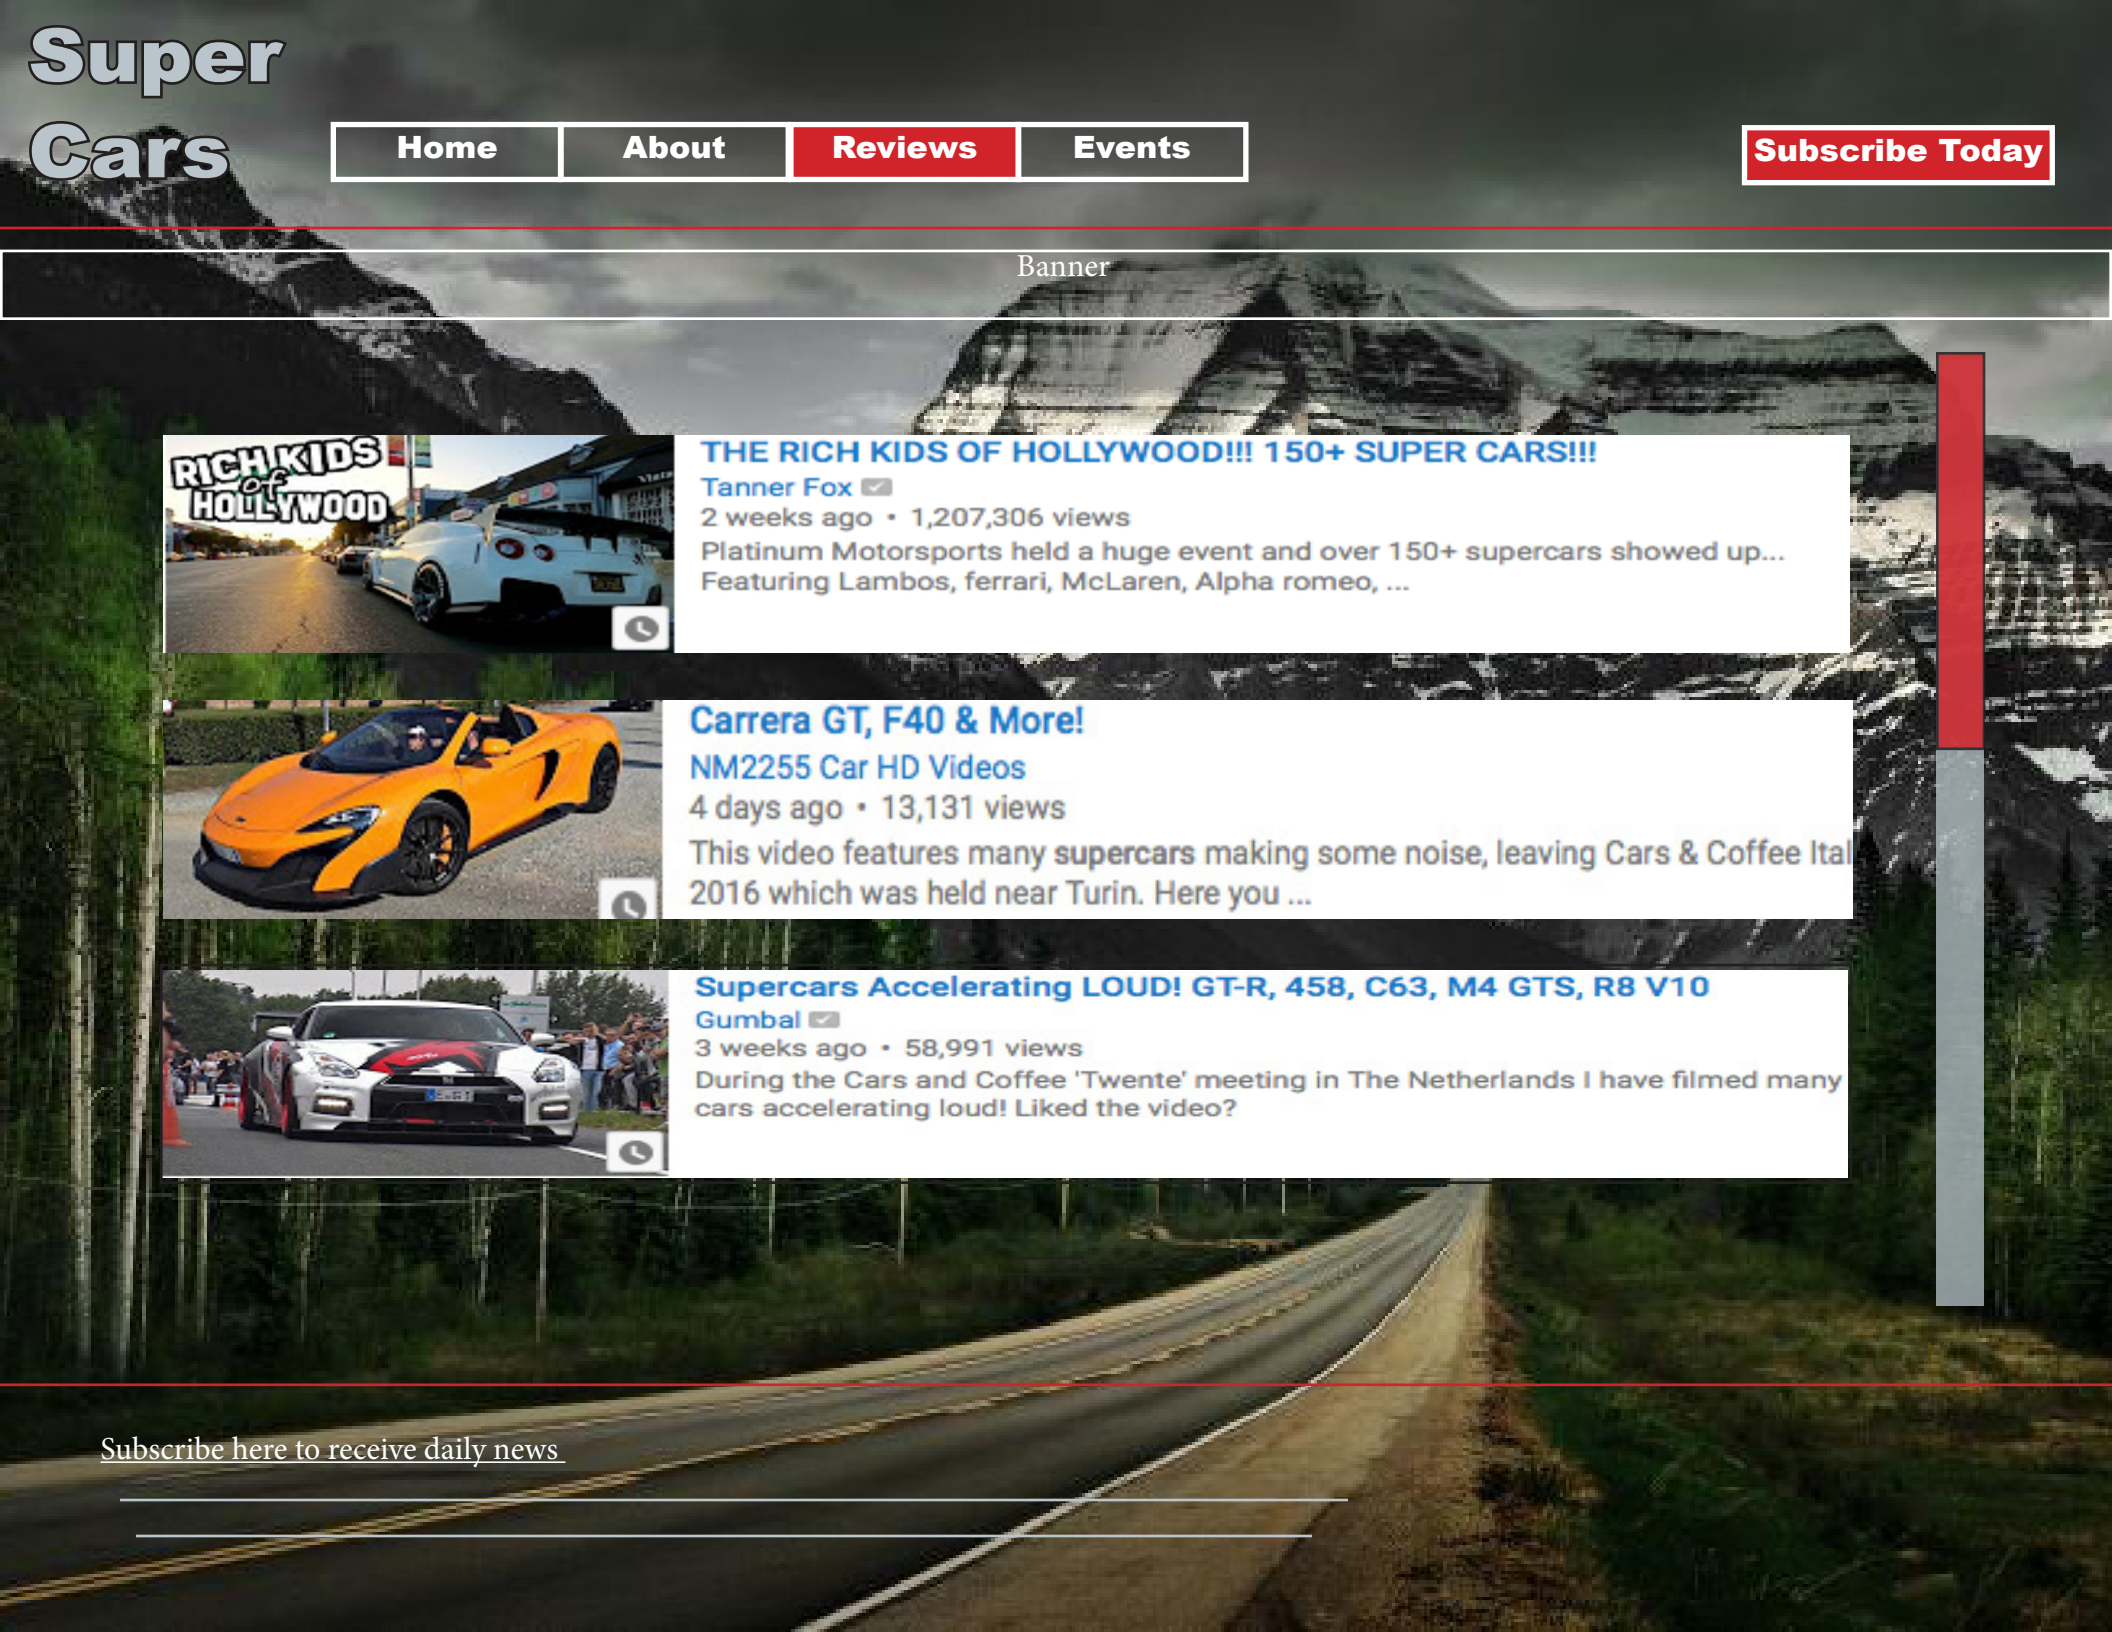 Super
Cars
Home
About
Reviews
Events
Subscribe Today
Banner
RICH KIDS
of
HOLLYWOOD
THE RICH KIDS OF HOLLYWOOD!!! 150+ SUPER CARS!!!
Tanner Fox
2 weeks ago • 1,207,306 views
Platinum Motorsports held a huge event and over 150+ supercars showed up...
Featuring Lambos, ferrari, McLaren, Alpha romeo, ...
Carrera GT, F40 & More!
NM2255 Car HD Videos
4 days ago • 13,131 views
This video features many supercars making some noise, leaving Cars & Coffee Ital
2016 which was held near Turin. Here you ...
Supercars Accelerating LOUD! GT-R, 458, C63, M4 GTS, R8 V10
Gumbal
3 weeks ago • 58,991 views
During the Cars and Coffee 'Twente' meeting in The Netherlands I have filmed many
cars accelerating loud! Liked the video?
Subscribe here to receive daily news